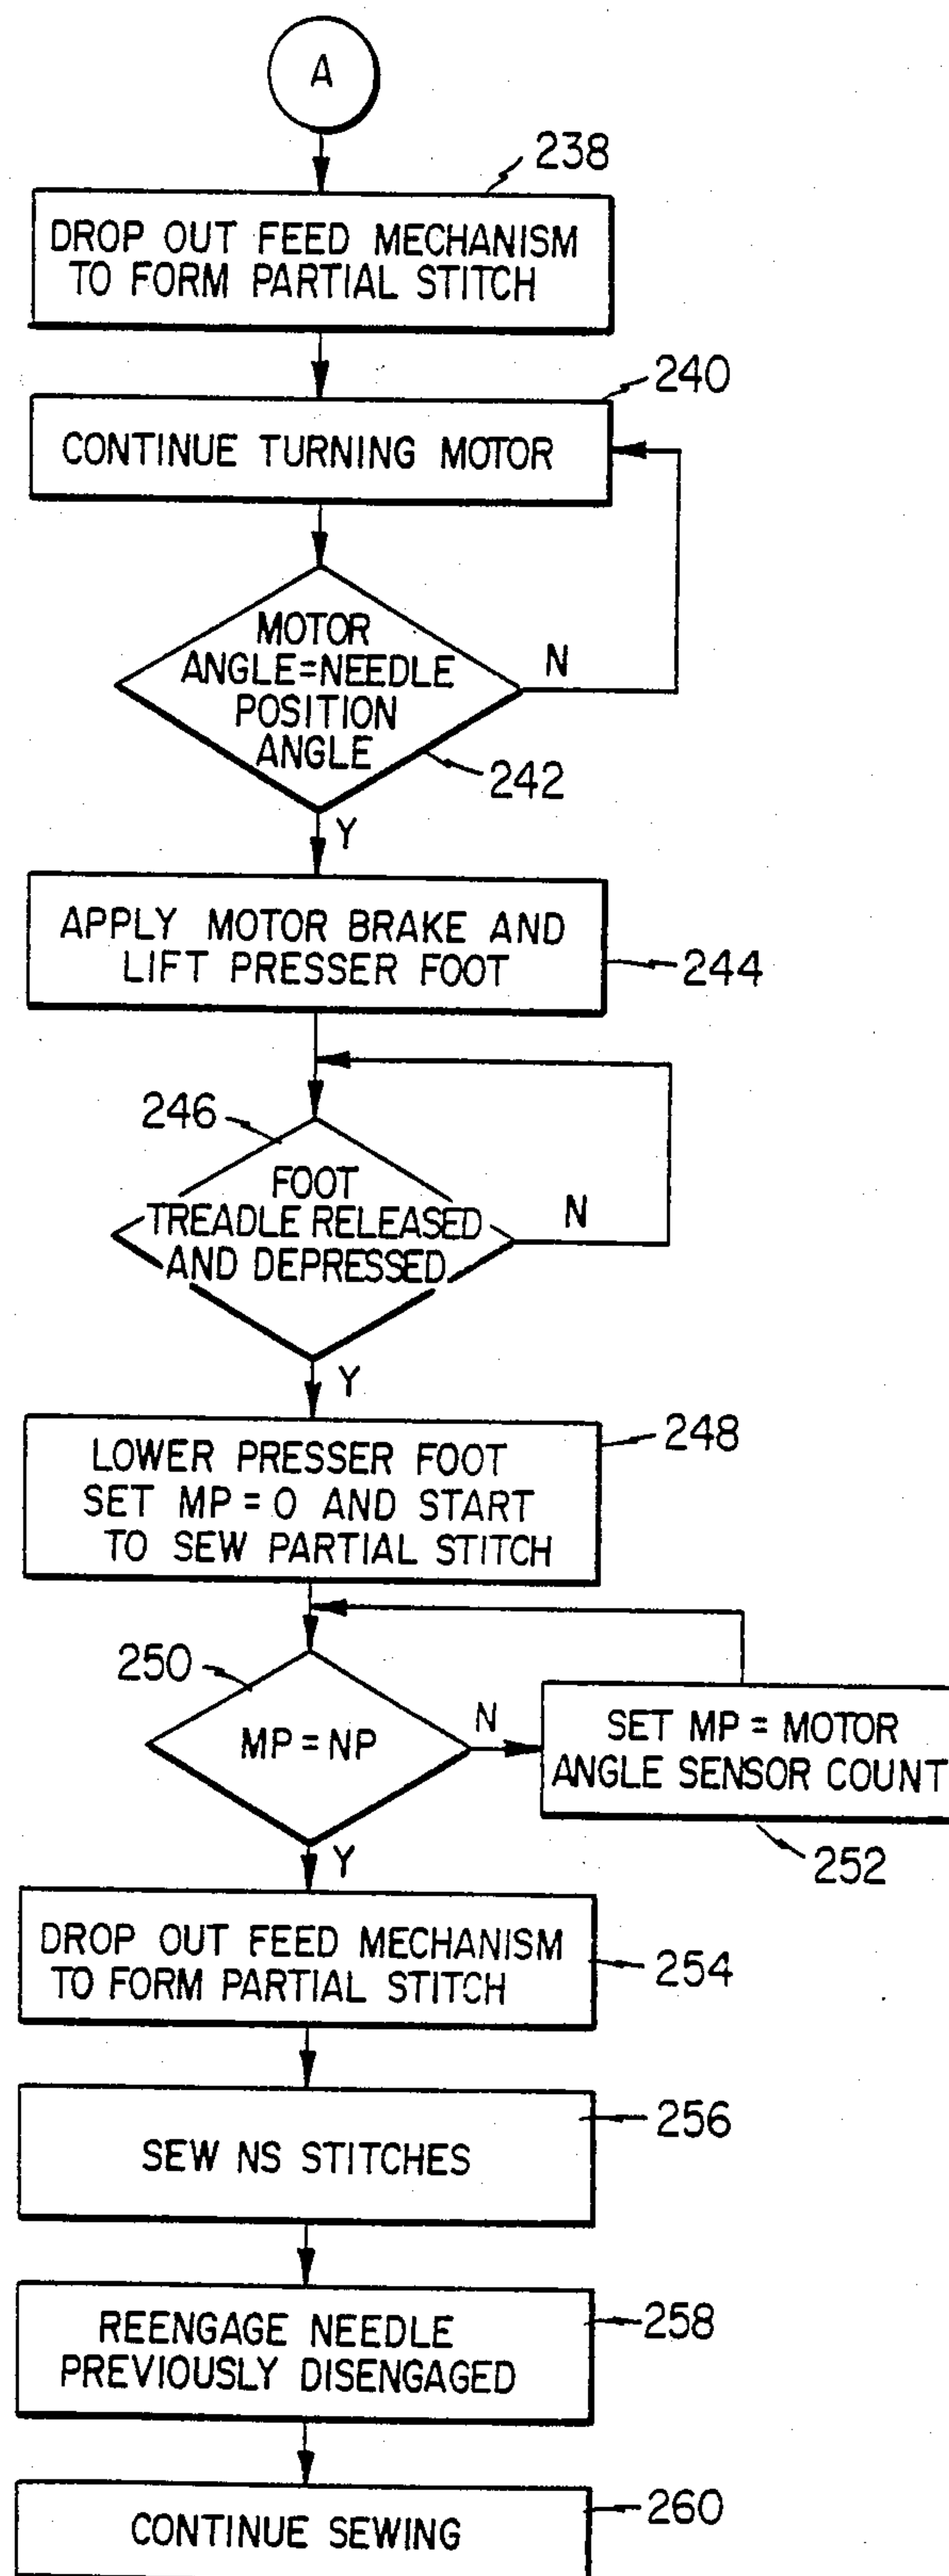 A
238
DROP OUT FEED MECHANISM
TO FORM PARTIAL STITCH
240
CONTINUE TURNING MOTOR
MOTOR
ANGLE=NEEDLE
POSITION
ANGLE
N
242
Y
APPLY MOTOR BRAKE AND
LIFT PRESSER FOOT
244
246
FOOT
TREADLE RELEASED
AND DEPRESSED
N
Y
248
LOWER PRESSER FOOT
SET MP = 0 AND START
TO SEW PARTIAL STITCH
250
MP = NP
N
SET MP = MOTOR
ANGLE SENSOR COUNT
252
Y
DROP OUT FEED MECHANISM
TO FORM PARTIAL STITCH
254
256
SEW NS STITCHES
258
REENGAGE NEEDLE
PREVIOUSLY DISENGAGED
260
CONTINUE SEWING